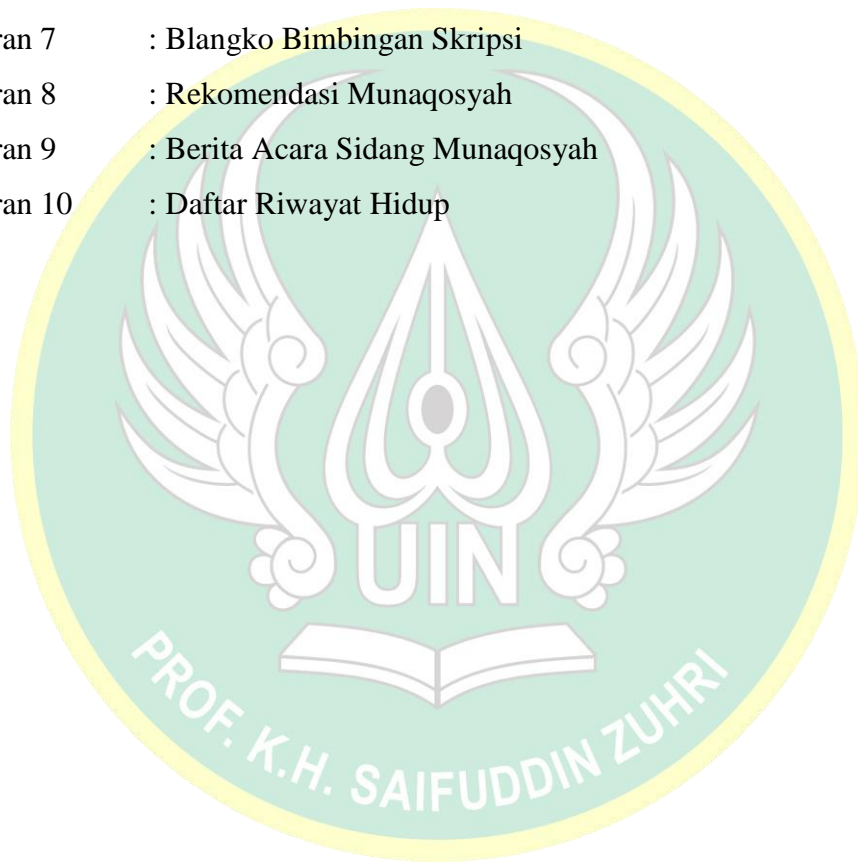 ran 7 : Blangko Bimbingan Skripsi
ran 8 : Rekomendasi Munaqosyah
ran 9 : Berita Acara Sidang Munaqosyah
ran 10 : Daftar Riwayat Hidup
UIN
PROF. K.H. SAIFUDDIN ZUHRI